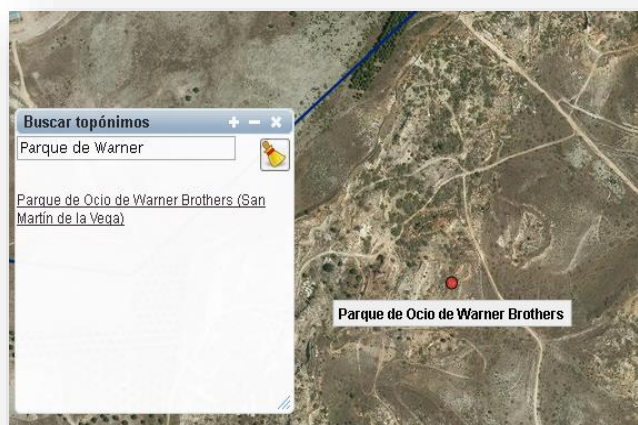 Buscar topónimos
Parque de Warner
Parque de Ocio de Warner Brothers (San
Martín de la Vega)
Parque de Ocio de Warner Brothers